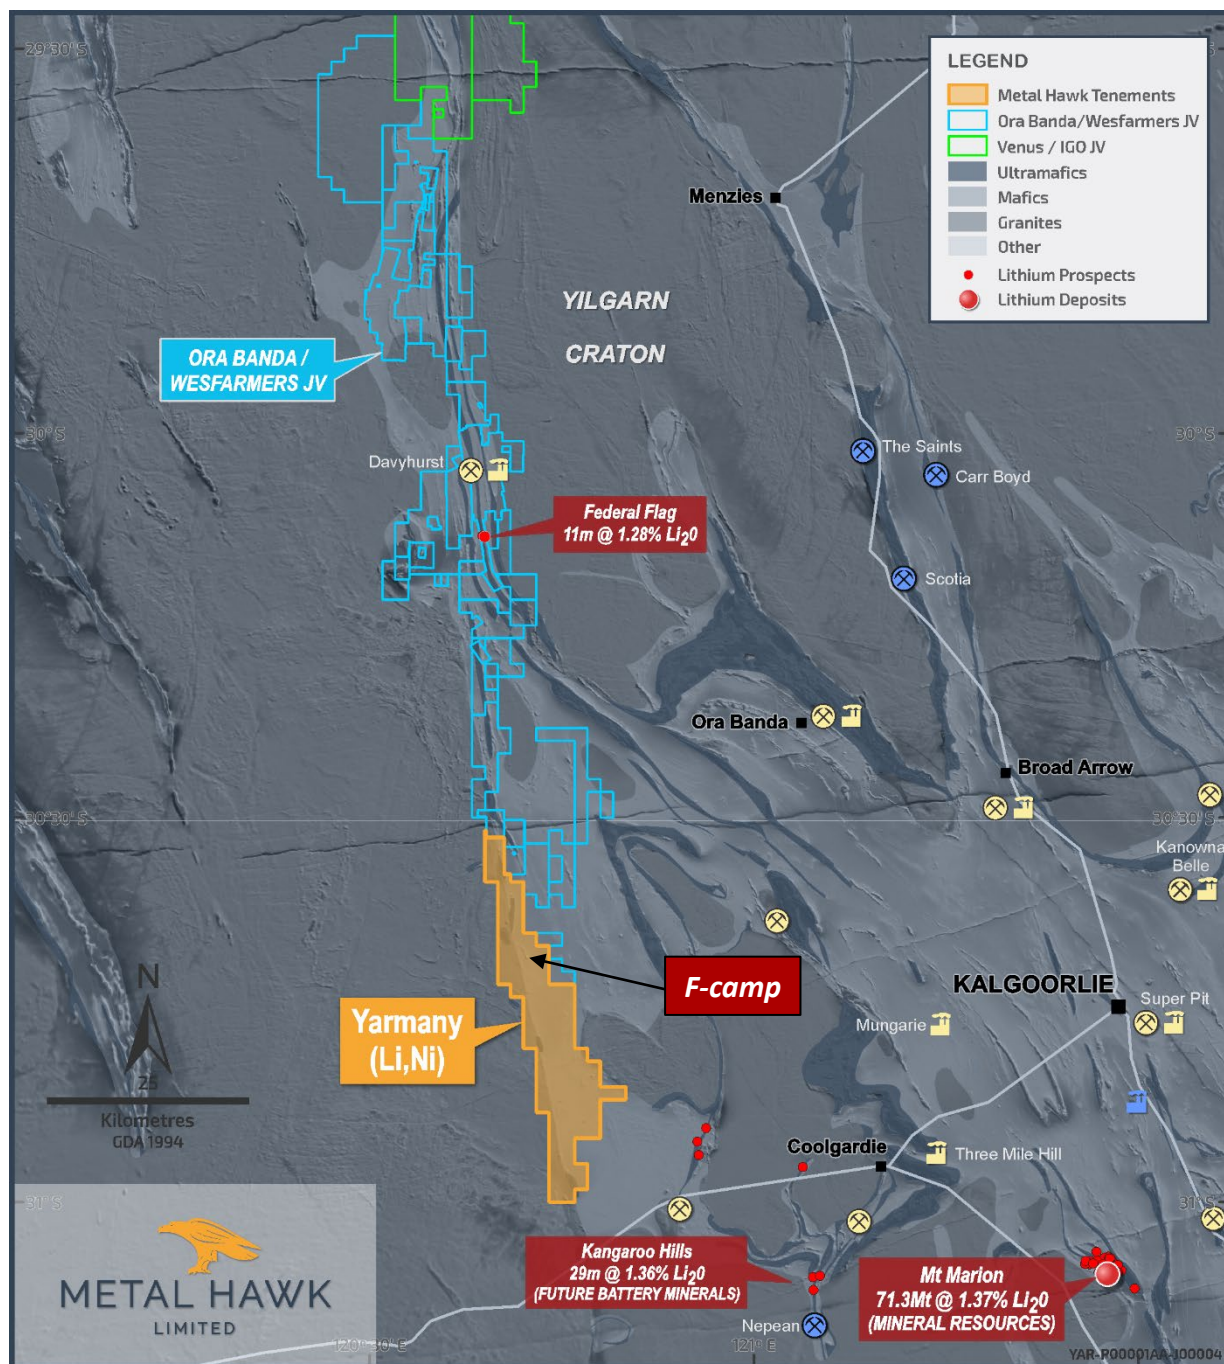 29°30' S
LEGEND
Metal Hawk Tenements
Ora Banda/Wesfarmers JV
Venus / IGO JV
Ultramafics
Mafics
Granites
Other
Lithium Prospects
Lithium Deposits
Menzies
YILGARN
CRATON
ORA BANDA /
WESFARMERS JV
30° S
30° S
The Saints
Carr Boyd
Davyhurst
Federal Flag
11m @ 1.28% Li20
Scotia
Ora Banda
Broad Arrow
30°30' S
30°30' S
Kanowna
Belle
F-camp
KALGOORLIE
Super Pit
Mungarie
Yarmany
(Li,Ni)
N
25
Kilometres
GDA 1994
Coolgardie
Three Mile Hill
31° S
31° S
METAL HAWK
LIMITED
Kangaroo Hills
29m @ 1.36% Li20
(FUTURE BATTERY MINERALS)
Mt Marion
71.3Mt @ 1.37% Li20
(MINERAL RESOURCES)
Nepean
120°30' E
121° E
YAR-P00001AA-J00004